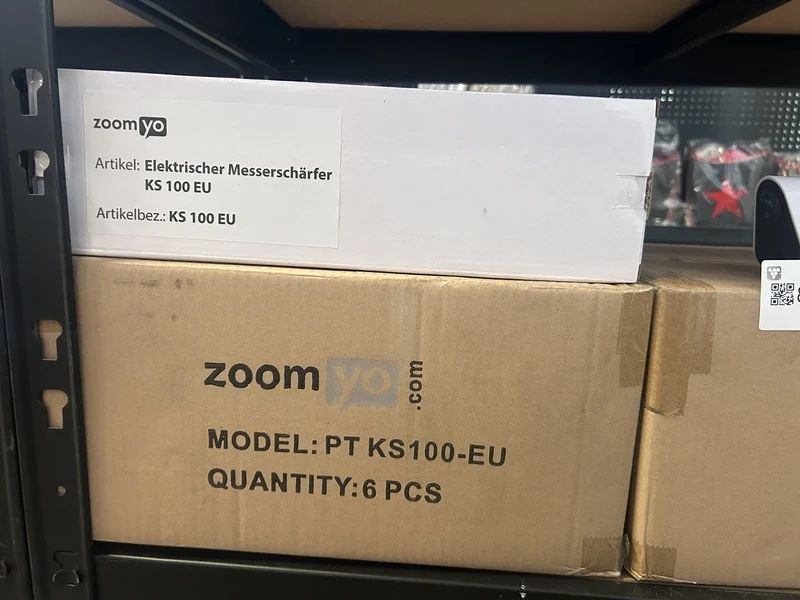 zoomyo
Artikel: Elektrischer Messerschärfer
KS 100 EU
Artikelbez.: KS 100 EU
zoomyo.com
MODEL: PT KS100-EU
QUANTITY:6 PCS